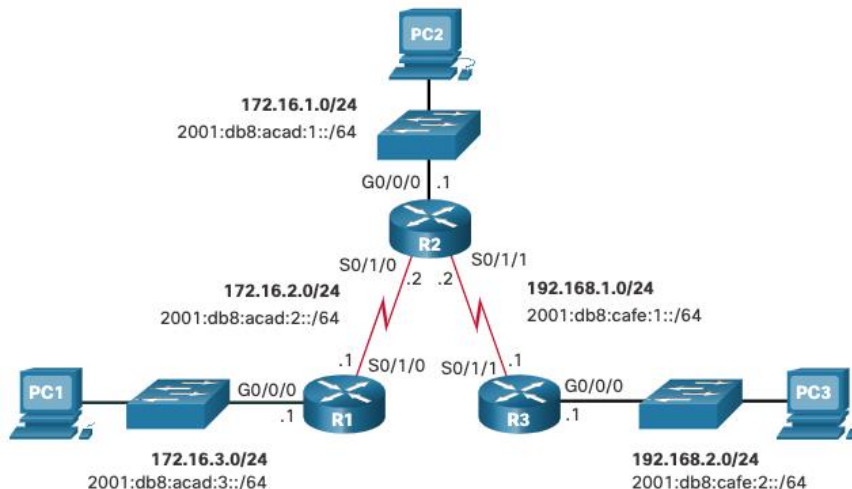 PC2
172.16.1.0/24
2001:db8:acad:1::/64
G0/0/0
.1
R2
S0/1/0
S0/1/1
.2
.2
172.16.2.0/24
2001:db8:acad:2::/64
192.168.1.0/24
2001:db8:cafe:1::/64
.1
S0/1/0
S0/1/1
.1
PC1
G0/0/0
.1
R1
R3
G0/0/0
.1
PC3
172.16.3.0/24
2001:db8:acad:3::/64
192.168.2.0/24
2001:db8:cafe:2::/64